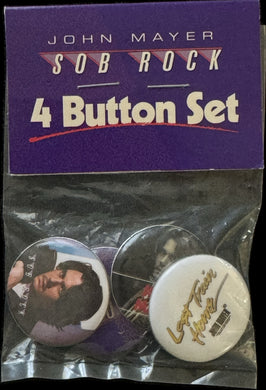 JOHN MAYER
SOB ROCK
4 Button Set
Last Train
Home